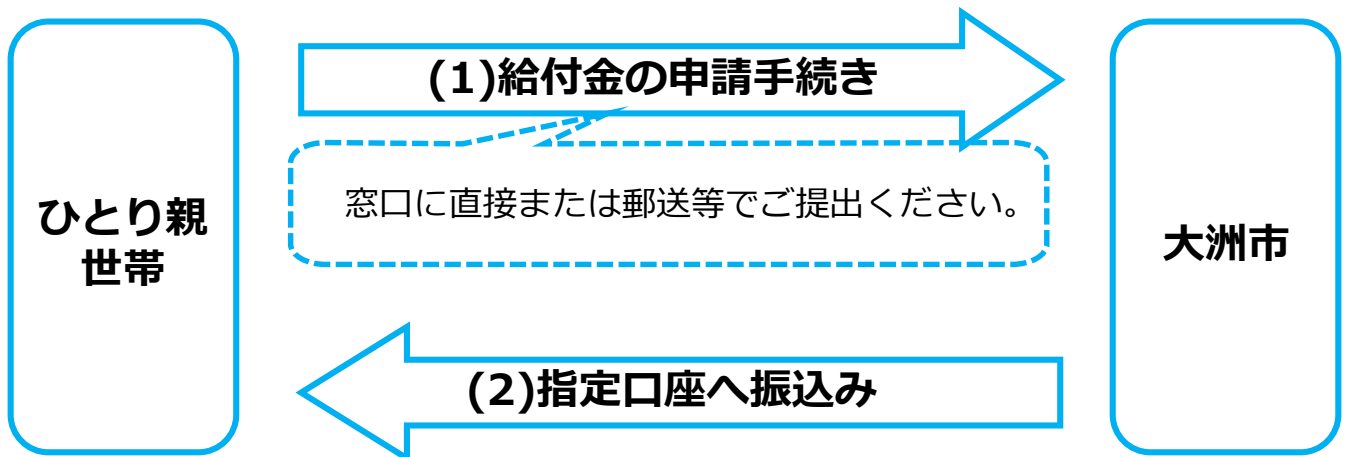 ひとり親
世帯
(1)給付金の申請手続き
窓口に直接または郵送等でご提出ください。
(2)指定口座へ振込み
大洲市